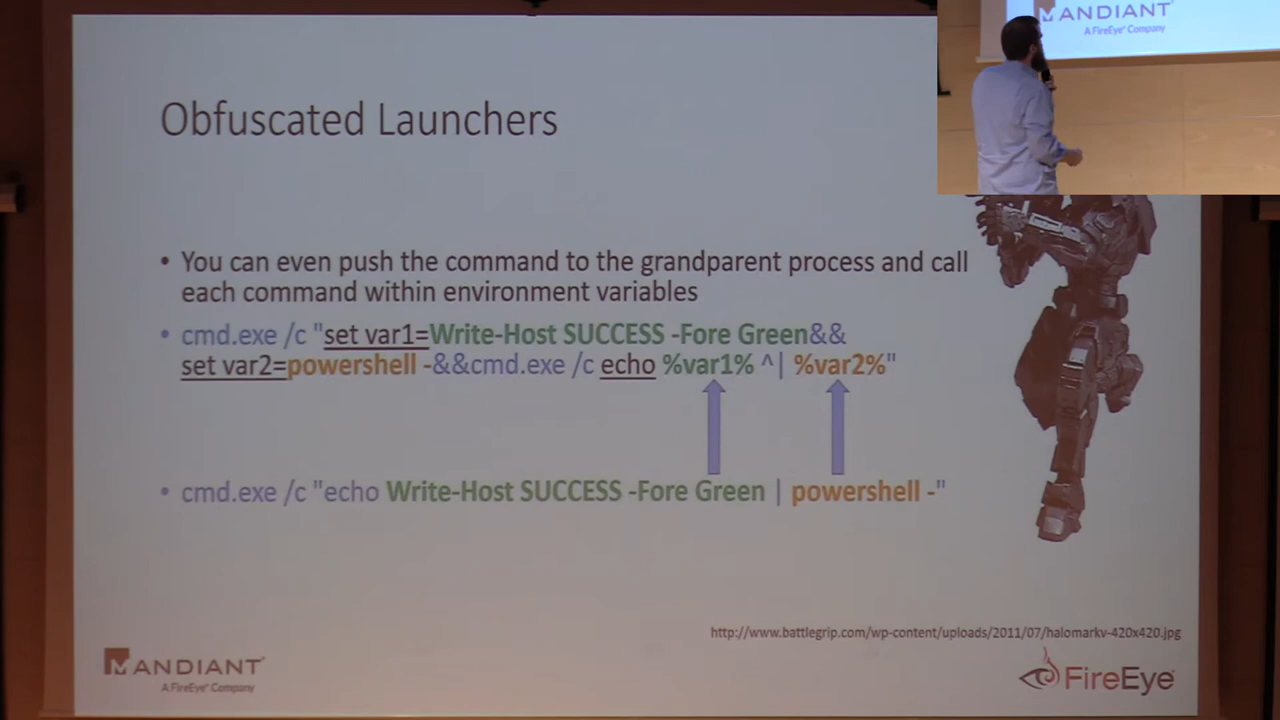 MANDIANT
A FireEye Company
Obfuscated Launchers
• You can even push the command to the grandparent process and call
each command within environment variables
• cmd.exe /c "set var1=Write-Host SUCCESS -Fore Green&&
set var2=powershell -&&cmd.exe /c echo %var1% ^| %var2%"
• cmd.exe /c "echo Write-Host SUCCESS -Fore Green | powershell -"
http://www.battlegrip.com/wp-content/uploads/2011/07/halomarkv-420x420.jpg
MANDIANT
A FireEye Company
FireEye